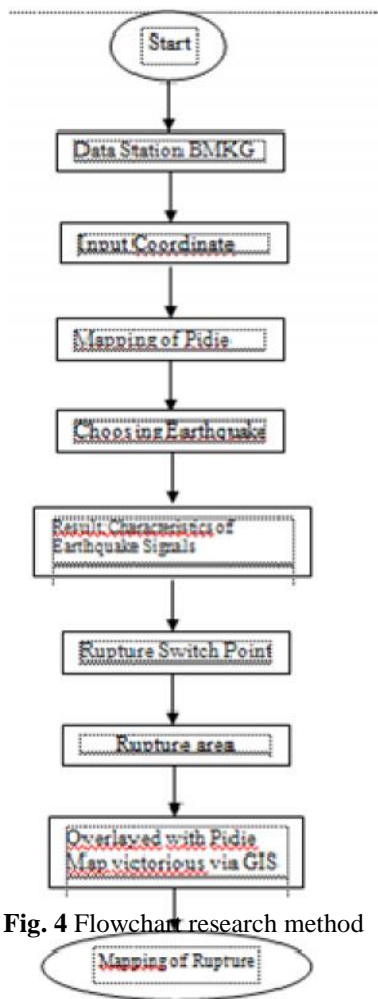 Start
Data Station BMKG
Input Coordinate
Mapping of Pidie
Choosing Earthquake
Result: Characteristics of
Earthquake Signals
Rupture Switch Point
Rupture area
Overlayed with Pidie
Map victorious via GIS
Fig. 4 Flowchart research method
Mapping of Rupture